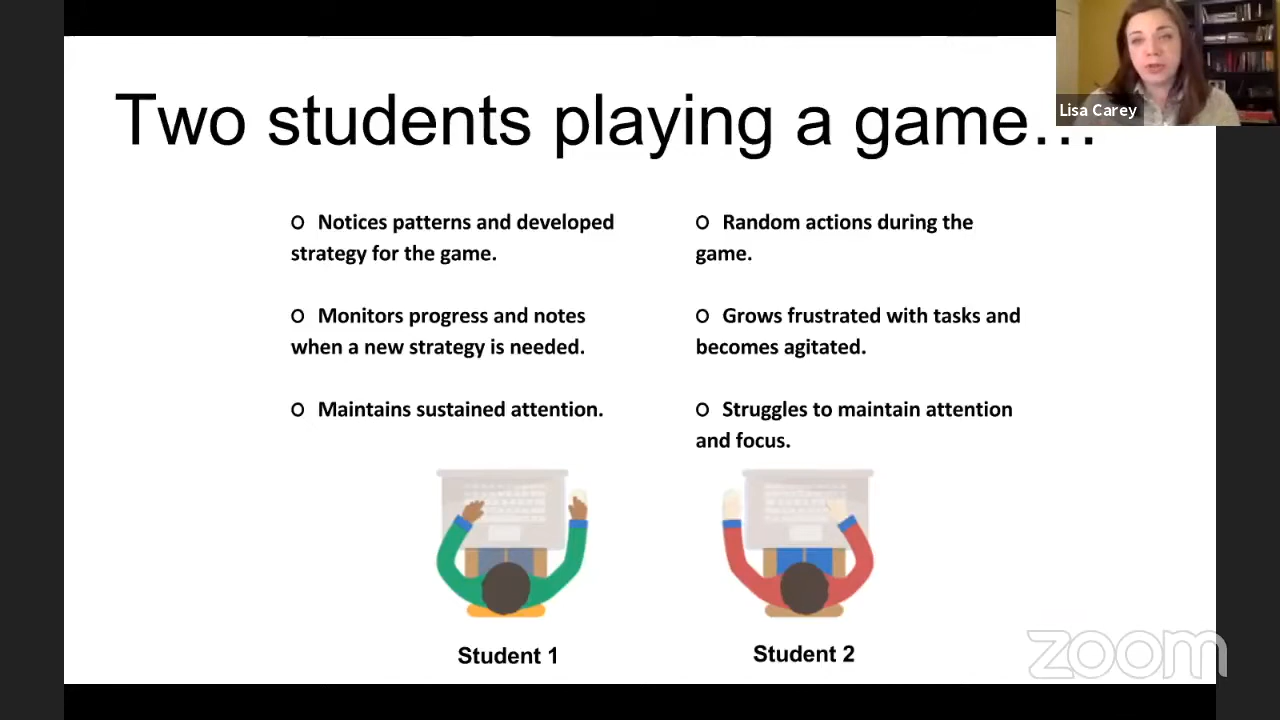 Two students playing a game...
Lisa Carey
O Notices patterns and developed
strategy for the game.
O Monitors progress and notes
when a new strategy is needed.
O Maintains sustained attention.
O Random actions during the
game.
O Grows frustrated with tasks and
becomes agitated.
O Struggles to maintain attention
and focus.
Student 1
Student 2
zoom